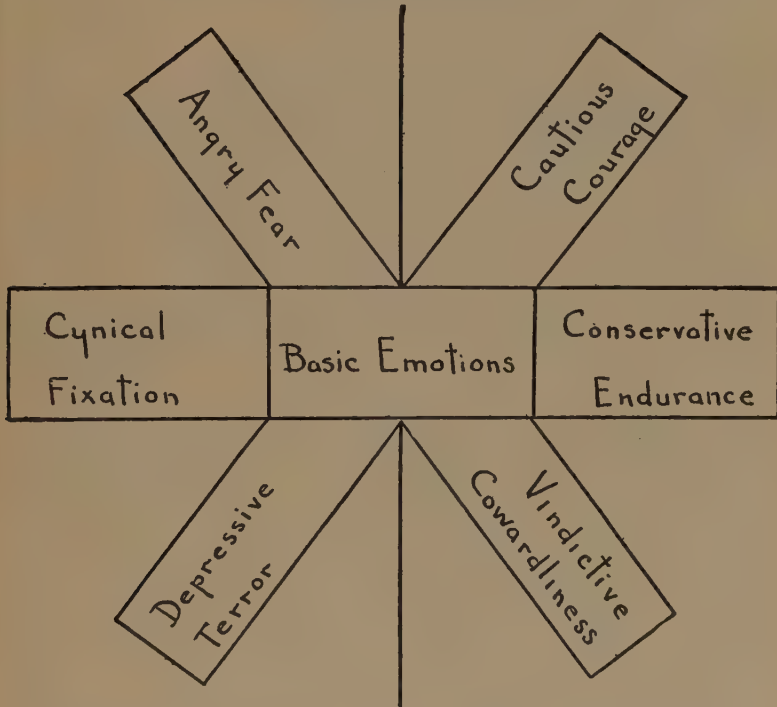 Angry Fear
Cautious
Courage
Cynical
Fixation
Basic Emotions
Conservative
Endurance
Depressive
Terror
Vindictive
Cowardliness